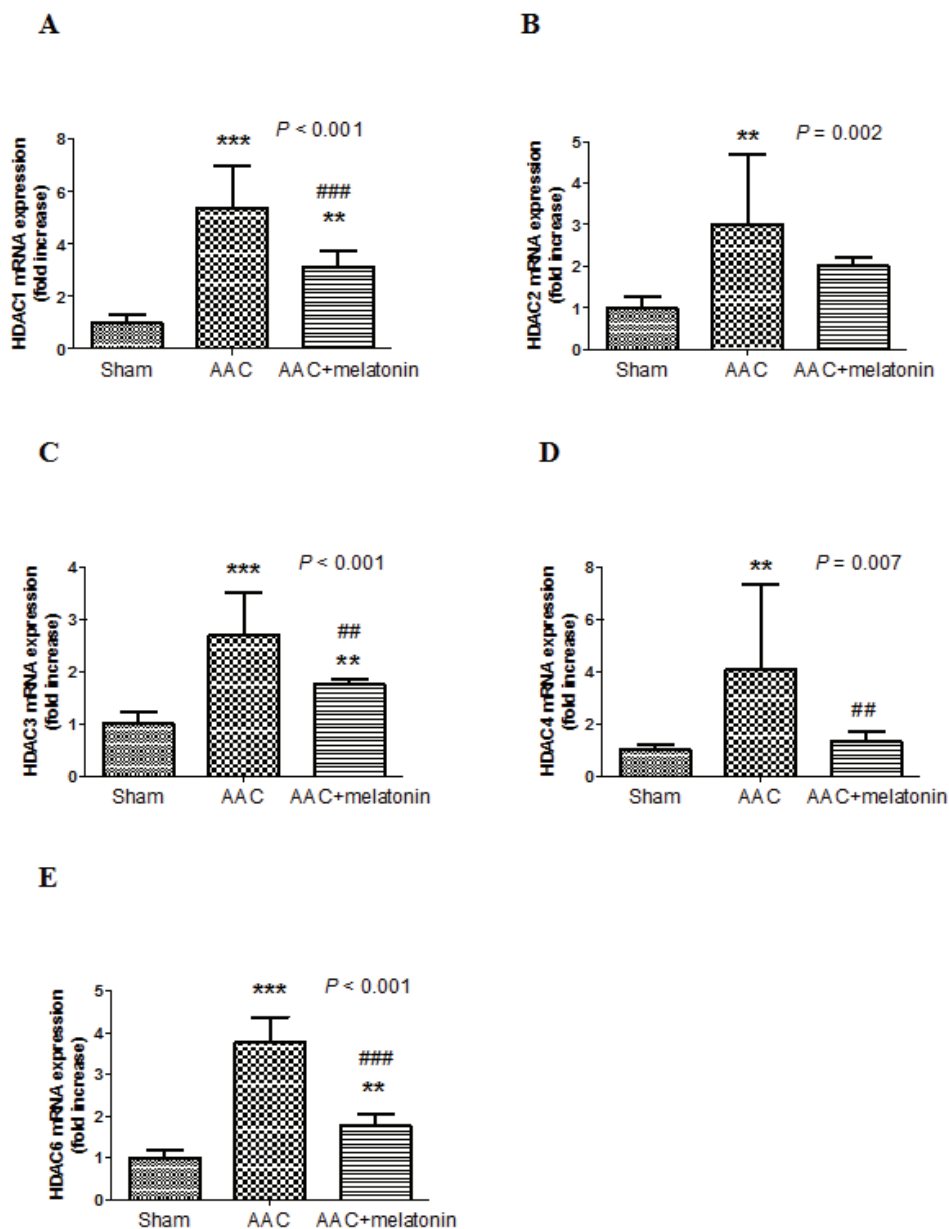 A
HDAC1 mRNA expression
(fold increase)
8
6
4
2
0
***
P < 0.001
###
**
Sham
AAC
AAC+melatonin
B
HDAC2 mRNA expression
(fold increase)
5
4
3
2
1
0
**
P = 0.002
Sham
AAC
AAC+melatonin
C
HDAC3 mRNA expression
(fold increase)
4
3
2
1
0
***
P < 0.001
##
**
Sham
AAC
AAC+melatonin
D
HDAC4 mRNA expression
(fold increase)
8
6
4
2
0
**
P = 0.007
##
Sham
AAC
AAC+melatonin
E
HDAC6 mRNA expression
(fold increase)
5
4
3
2
1
0
***
P < 0.001
###
**
Sham
AAC
AAC+melatonin